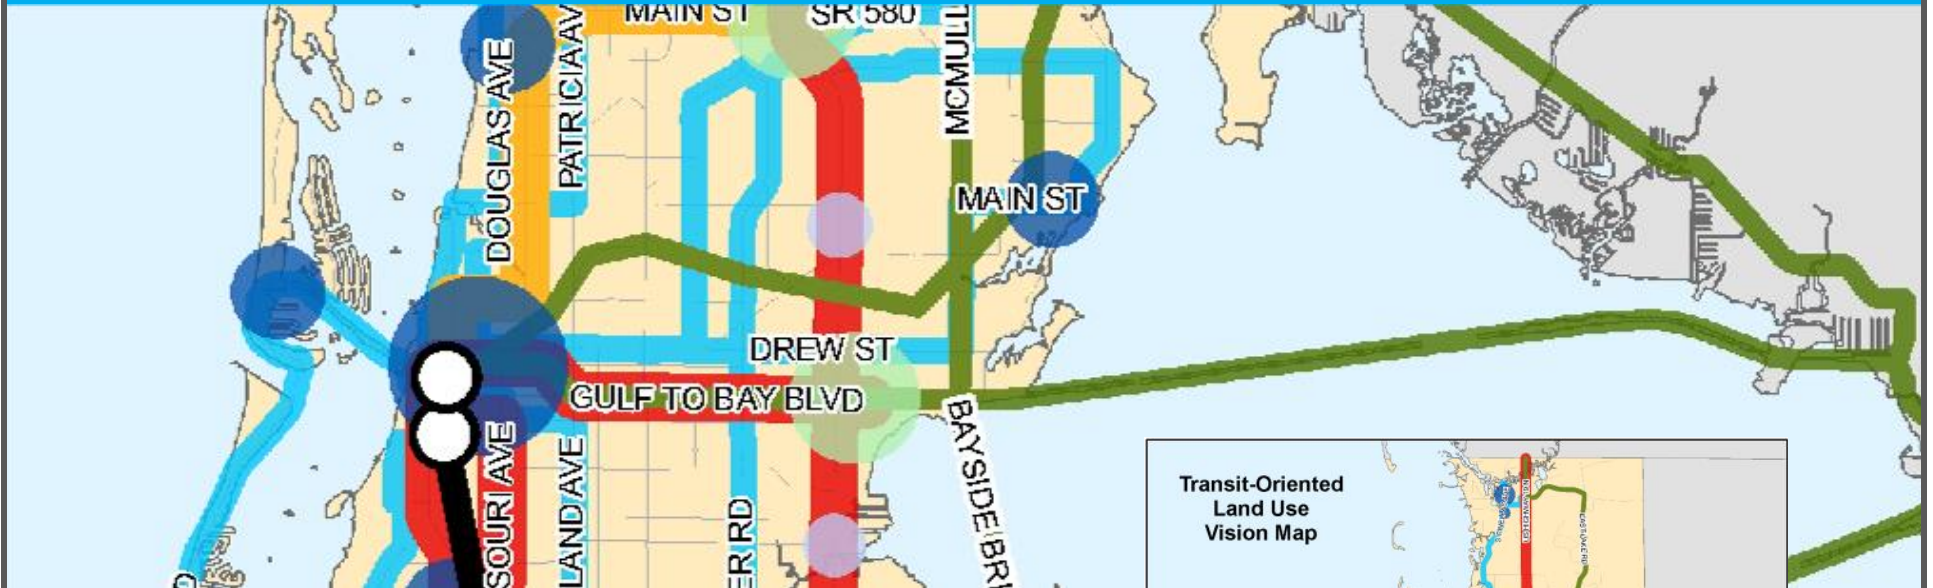 MAIN ST
SR 580
DOUGLAS AVE
PATRICIA AV
MCMULL
MAIN ST
DREW ST
GULF TO BAY BLVD
SOURI AVE
LAND AVE
ER RD
BAYSIDE BRI
Transit-Oriented
Land Use
Vision Map